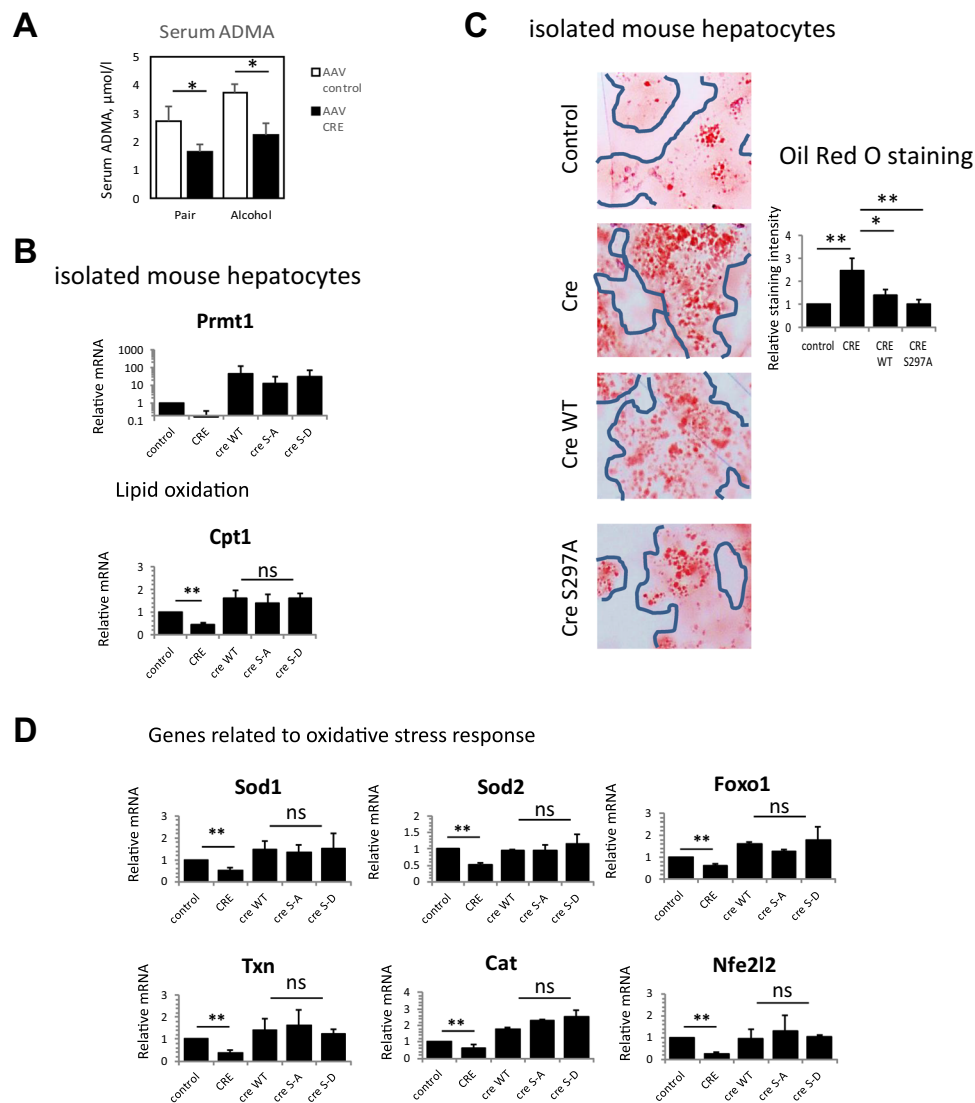 A
Serum ADMA
Serum ADMA, µmol/l
5
4
3
2
1
0
*
*
Pair
Alcohol
AAV
control
AAV
CRE
B
isolated mouse hepatocytes
Prmt1
Relative mRNA
1000
100
10
1
0.1
control
CRE
cre WT
cre S-A
cre S-D
Lipid oxidation
Cpt1
Relative mRNA
3
2
1
0
**
ns
control
CRE
cre WT
cre S-A
cre S-D
C
isolated mouse hepatocytes
Control
Cre
Cre WT
Cre S297A
Oil Red O staining
Relative staining intensity
4
3
2
1
0
**
*
**
control
CRE
CRE
WT
CRE
S297A
D
Genes related to oxidative stress response
Sod1
Relative mRNA
3
2
1
0
**
ns
control
CRE
cre WT
cre S-A
cre S-D
Sod2
Relative mRNA
2
1.5
1
0.5
0
**
ns
control
CRE
cre WT
cre S-A
cre S-D
Foxo1
Relative mRNA
3
2
1
0
**
ns
control
CRE
cre WT
cre S-A
cre S-D
Txn
Relative mRNA
3
2
1
0
**
ns
control
CRE
cre WT
cre S-A
cre S-D
Cat
Relative mRNA
4
3
2
1
0
**
ns
control
CRE
cre WT
cre S-A
cre S-D
Nfe2l2
Relative mRNA
3
2
1
0
**
ns
control
CRE
cre WT
cre S-A
cre S-D